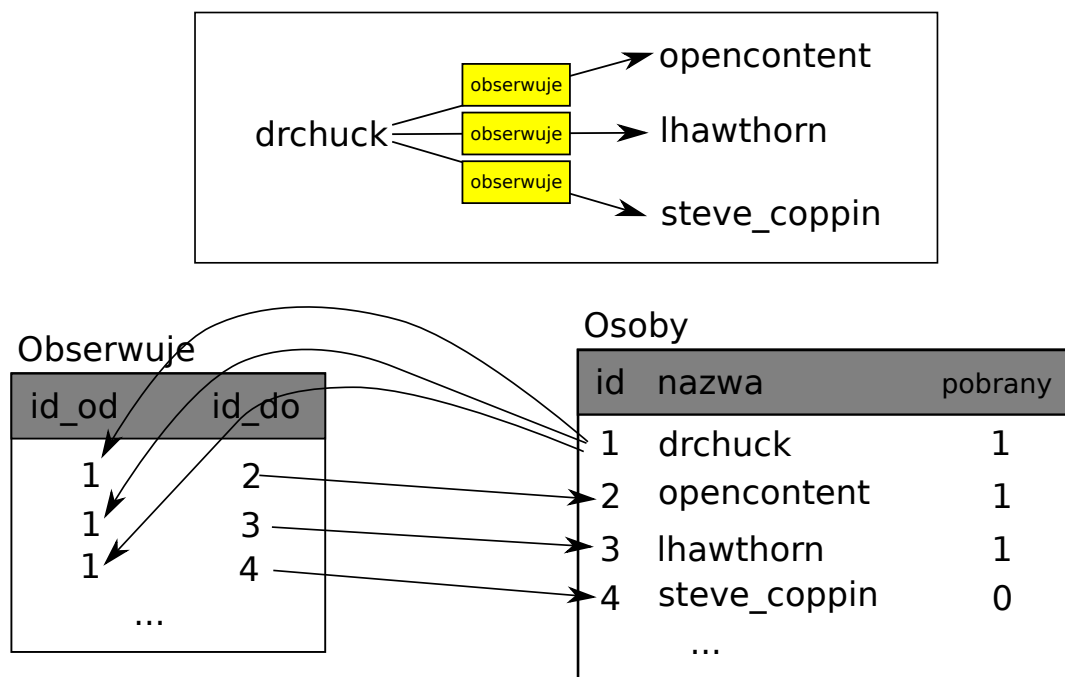 opencontent
obserwuje
drchuck
obserwuje
lhawthorn
obserwuje
steve_coppin
Obserwuje
id_od id_do
1 2
1 3
1 4
...
Osoby
id nazwa pobrany
1 drchuck 1
2 opencontent 1
3 lhawthorn 1
4 steve_coppin 0
...